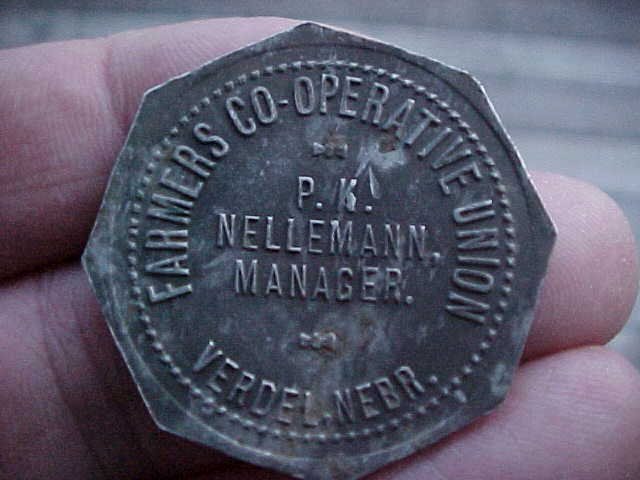 FARMERS CO-OPERATIVE UNION
P. K.
NELLEMANN,
MANAGER.
VERDEL, NEBR.